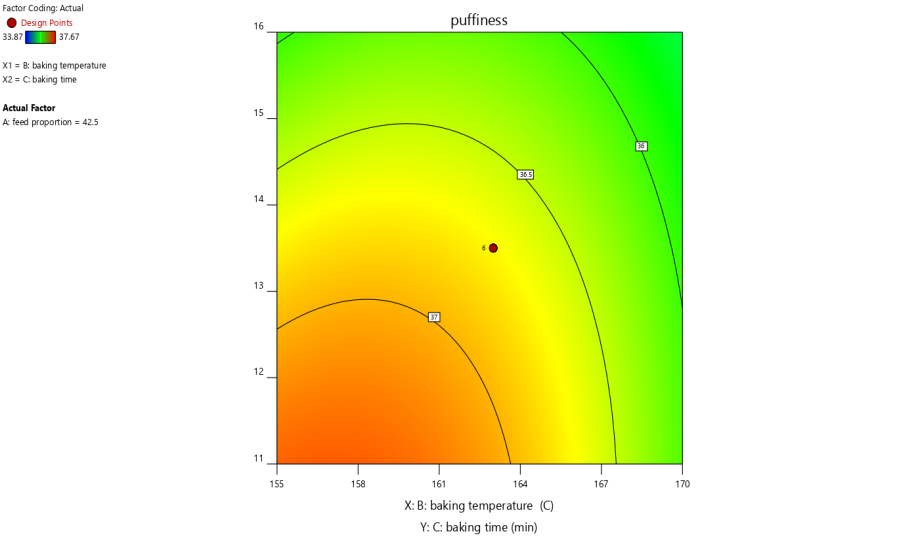 Factor Coding: Actual
Design Points
33.87 37.67
X1 = B: baking temperature
X2 = C: baking time
Actual Factor
A: feed proportion = 42.5
puffiness
16
15
14
13
12
11
36
36.5
6
37
155 158 161 164 167 170
X: B: baking temperature (C)
Y: C: baking time (min)